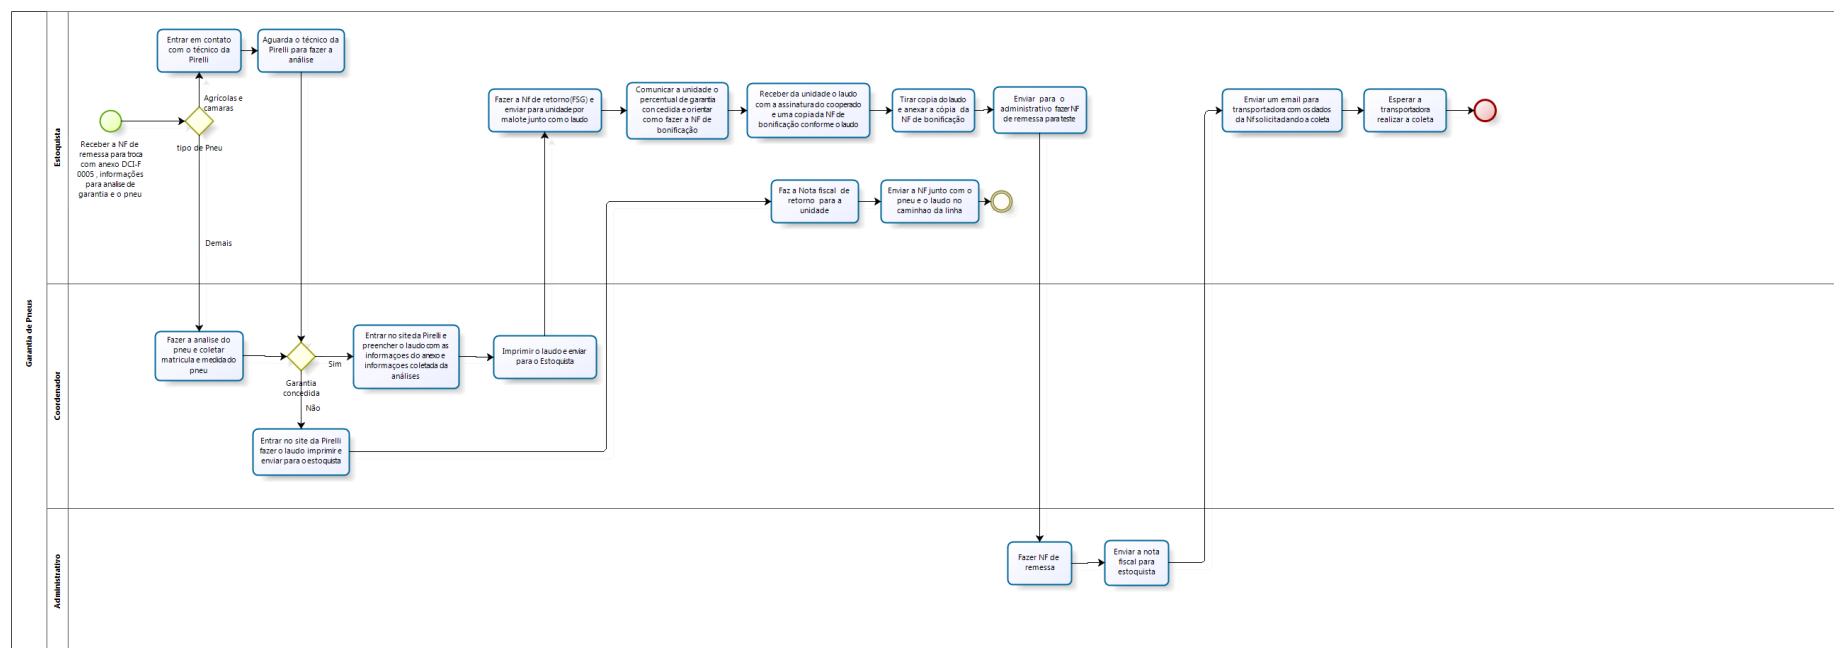 Garantia de Pneus
Estoquista
Entrar em contato
com o técnico da
Pirelli
Aguarda o técnico da
Pirelli para fazer a
análise
Agrícolas e
camaras
tipo de Pneu
Receber a NF de
remessa para troca
com anexo DCI-F
0005 , informações
para analise de
garantia e o pneu
Demais
Fazer a Nf de retorno(FSG) e
enviar para unidade por
malote junto com o laudo
Comunicar a unidade o
percentual de garantia
concedida e orientar
como fazer a NF de
bonificação
Receber da unidade o laudo
com a assinatura do cooperado
e uma copia da NF de
bonificação conforme o laudo
Tirar copia do laudo
e anexar a cópia da
NF de bonificação
Enviar para o
administrativo fazer NF
de remessa para teste
Enviar um email para
transportadora com os dados
da Nf solicitadando a coleta
Esperar a
transportadora
realizar a coleta
Faz a Nota fiscal de
retorno para a
unidade
Enviar a NF junto com o
pneu e o laudo no
caminhao da linha
Coordenador
Fazer a analise do
pneu e coletar
matricula e medida do
pneu
Garantia
concedida
Sim
Não
Entrar no site da Pirelli e
preencher o laudo com as
informaçoes do anexo e
informaçoes coletada da
análises
Imprimir o laudo e enviar
para o Estoquista
Entrar no site da Pirelli
fazer o laudo imprimir e
enviar para o estoquista
Administrativo
Fazer NF de
remessa
Enviar a nota
fiscal para
estoquista